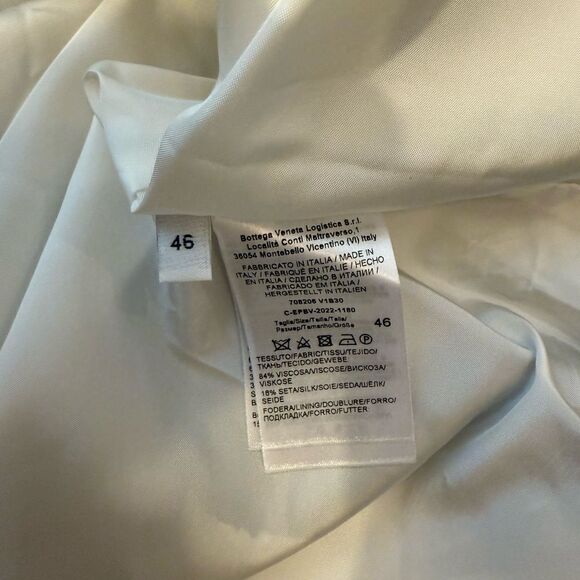 46
Bottega Veneta Logistica S.r.l.
Località Conti Maltraverso,1
36054 Montebello Vicentino (VI) Italy
FABBRICATO IN ITALIA / MADE IN
ITALY / FABRIQUÉ EN ITALIE / HECHO
EN ITALIA / СДЕЛАНО В ИТАЛИИ /
FABRICADO EM ITÁLIA /
HERGESTELLT IN ITALIEN
708206 V1B30
C-EPBV-2022-1180
Taglia/Size/Taille/Talla/
Размер/Tamanho/Größe 46
TESSUTO/FABRIC/TISSU/TEJIDO/
ТКАНЬ/TECIDO/GEWEBE
84% VISCOSA/VISCOSE/ВИСКОЗА/
VISKOSE
16% SETA/SILK/SOIE/SEDA/ШЁЛК/
SEIDE
FODERA/LINING/DOUBLURE/FORRO/
ПОДКЛАДКА/FORRO/FUTTER